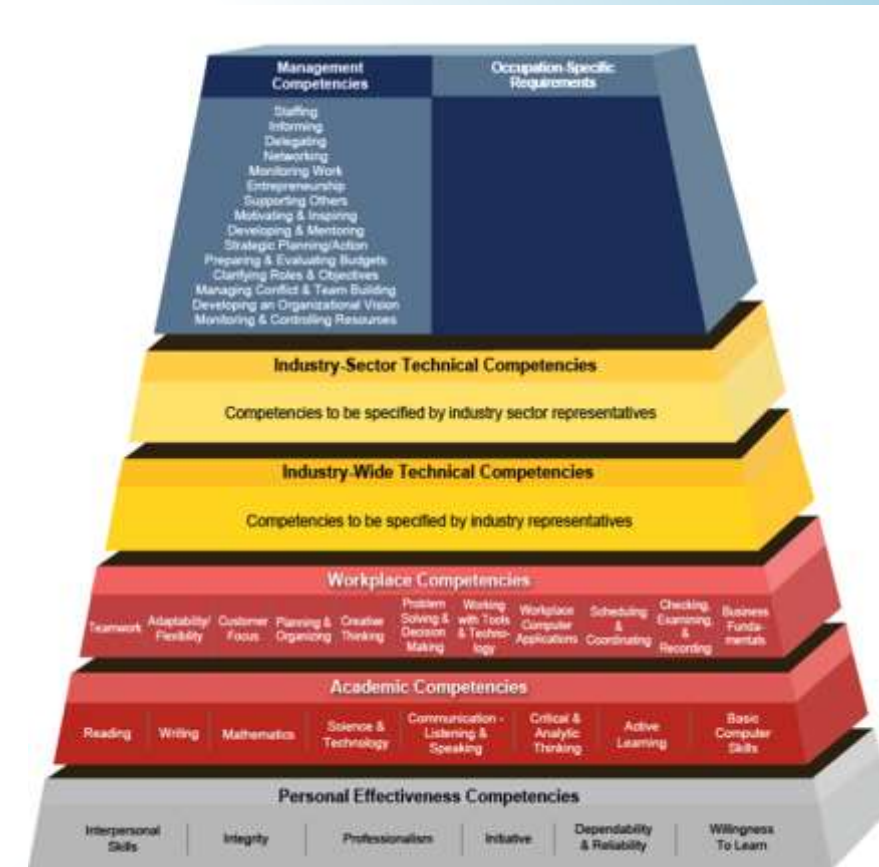 Management
Competencies
Occupation-Specific
Requirements
Staffing
Informing
Delegating
Networking
Monitoring Work
Entrepreneurship
Supporting Others
Motivating & Inspiring
Developing & Mentoring
Strategic Planning/Action
Preparing & Evaluating Budgets
Clarifying Roles & Objectives
Managing Conflict & Team Building
Developing an Organizational Vision
Monitoring & Controlling Resources
Industry-Sector Technical Competencies
Competencies to be specified by industry sector representatives
Industry-Wide Technical Competencies
Competencies to be specified by industry representatives
Workplace Competencies
Teamwork
Adaptability/
Flexibility
Customer
Focus
Planning &
Organizing
Creative
Thinking
Problem
Solving &
Decision
Making
Working
with Tools
& Techno-
logy
Workplace
Computer
Applications
Scheduling
&
Coordinating
Checking,
Examining,
&
Recording
Business
Funda-
mentals
Academic Competencies
Reading
Writing
Mathematics
Science &
Technology
Communication -
Listening &
Speaking
Critical &
Analytic
Thinking
Active
Learning
Basic
Computer
Skills
Personal Effectiveness Competencies
Interpersonal
Skills
Integrity
Professionalism
Initiative
Dependability
& Reliability
Willingness
To Learn